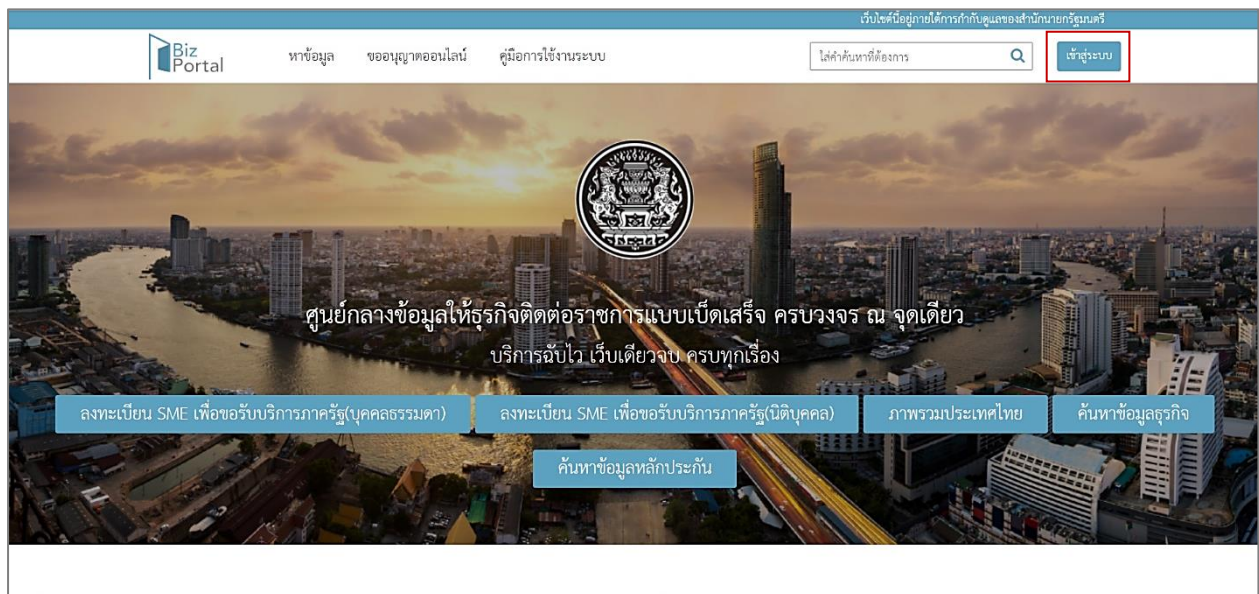 เว็บไซต์นี้อยู่ภายใต้การกำกับดูแลของสำนักนายกรัฐมนตรี
Biz
Portal
หาข้อมูล ขออนุญาตออนไลน์ คู่มือการใช้งานระบบ ใส่คำค้นหาที่ต้องการ เข้าสู่ระบบ
ศูนย์กลางข้อมูลให้ธุรกิจติดต่อราชการแบบเบ็ดเสร็จ ครบวงจร ณ จุดเดียว
บริการฉับไว เว็บเดียวจบ ครบทุกเรื่อง
ลงทะเบียน SME เพื่อขอรับบริการภาครัฐ(บุคคลธรรมดา) ลงทะเบียน SME เพื่อขอรับบริการภาครัฐ(นิติบุคคล) ภาพรวมประเทศไทย ค้นหาข้อมูลธุรกิจ
ค้นหาข้อมูลหลักประกัน